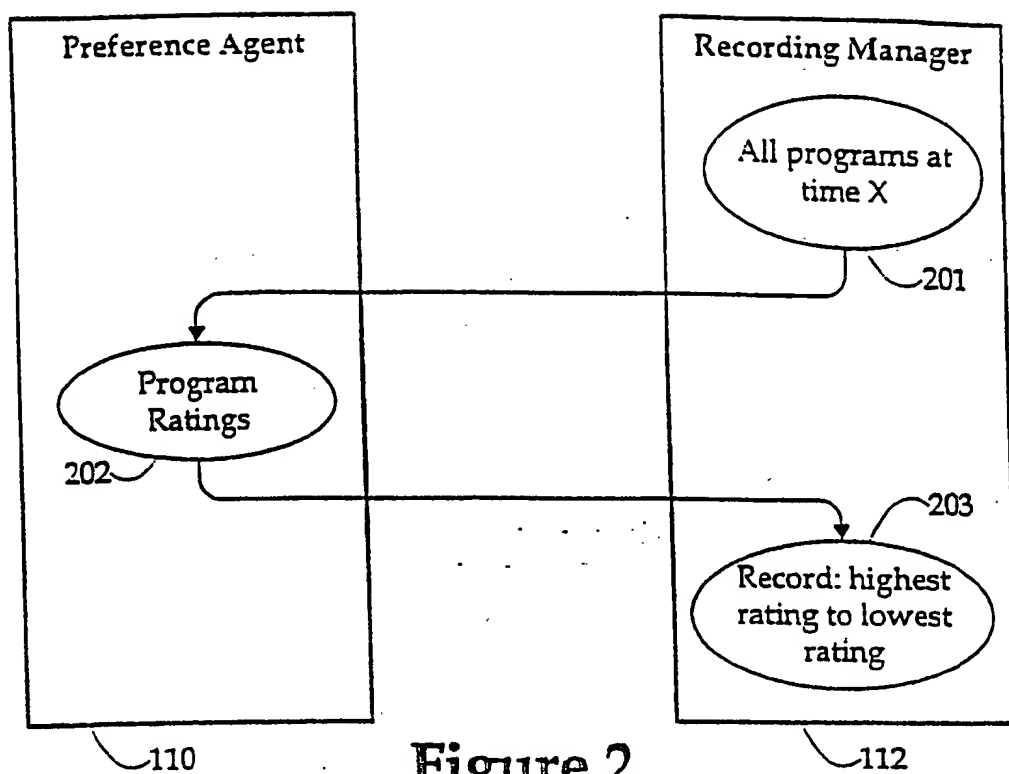 Preference Agent
Recording Manager
All programs at
time X
201
Program
Ratings
202
203
Record: highest
rating to lowest
rating
110
Figure 2
112